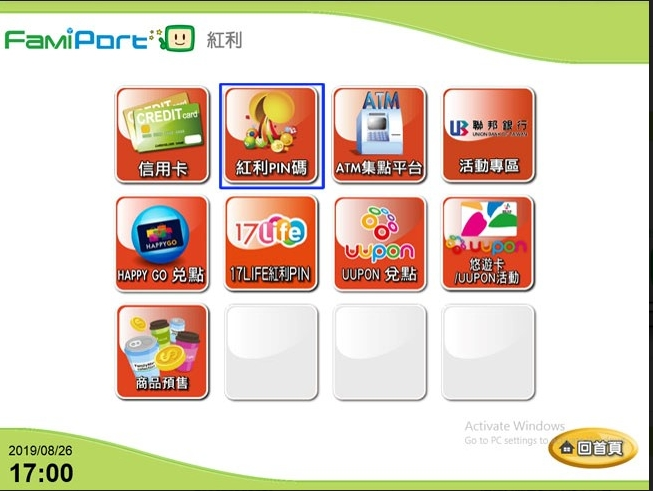 FamiPort 紅利
CREDIT card
CREDIT card
信用卡
紅利PIN碼
ATM
ATM集點平台
聯邦銀行
UNION BANK OF TAIWAN
活動專區
HAPPYGO
HAPPY GO 兌點
17Life
17LIFE紅利PIN
UUPON
UUPON 兌點
UUPON
悠遊卡
/UUPON活動
商品預售
Activate Windows
Go to PC settings to
回首頁
2019/08/26
17:00